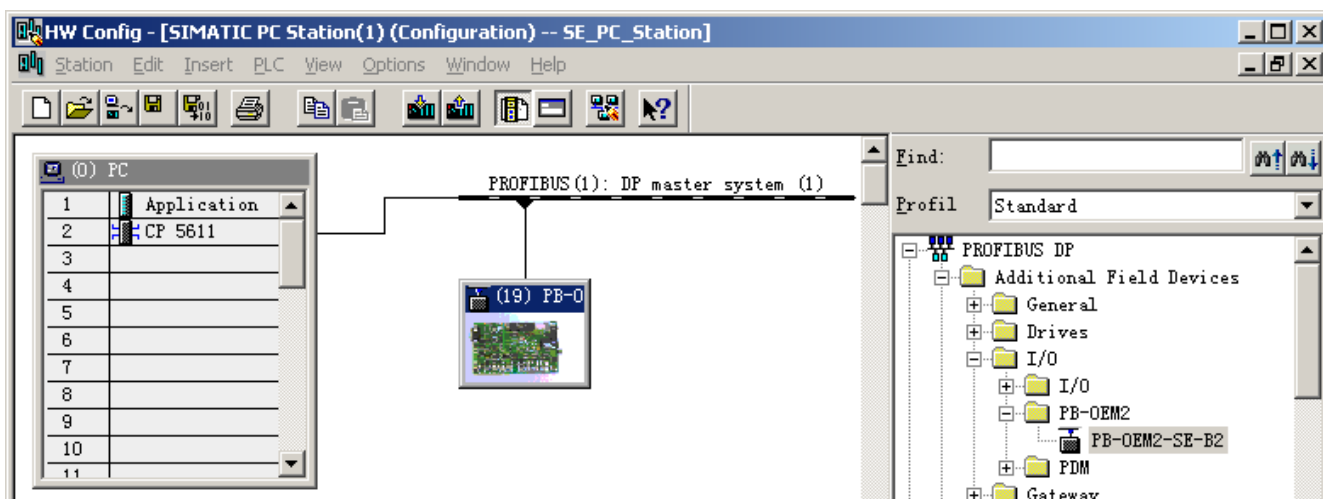 HW Config - [SIMATIC PC Station(1) (Configuration) -- SE_PC_Station]
Station Edit Insert PLC View Options Window Help
(0) PC
1 Application
2 CP 5611
3
4
5
6
7
8
9
10
11
PROFIBUS(1): DP master system (1)
(19) PB-O
Find:
Profil Standard
PROFIBUS DP
Additional Field Devices
General
Drives
I/O
I/O
PB-OEM2
PB-OEM2-SE-B2
PDM
Gateway